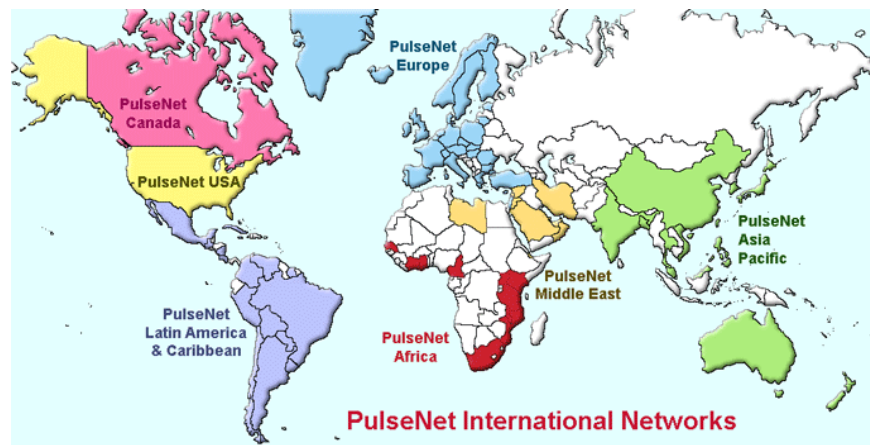 PulseNet
Europe
PulseNet
Canada
PulseNet USA
PulseNet
Asia
Pacific
PulseNet
Middle East
PulseNet
Latin America
& Caribbean
PulseNet
Africa
PulseNet International Networks